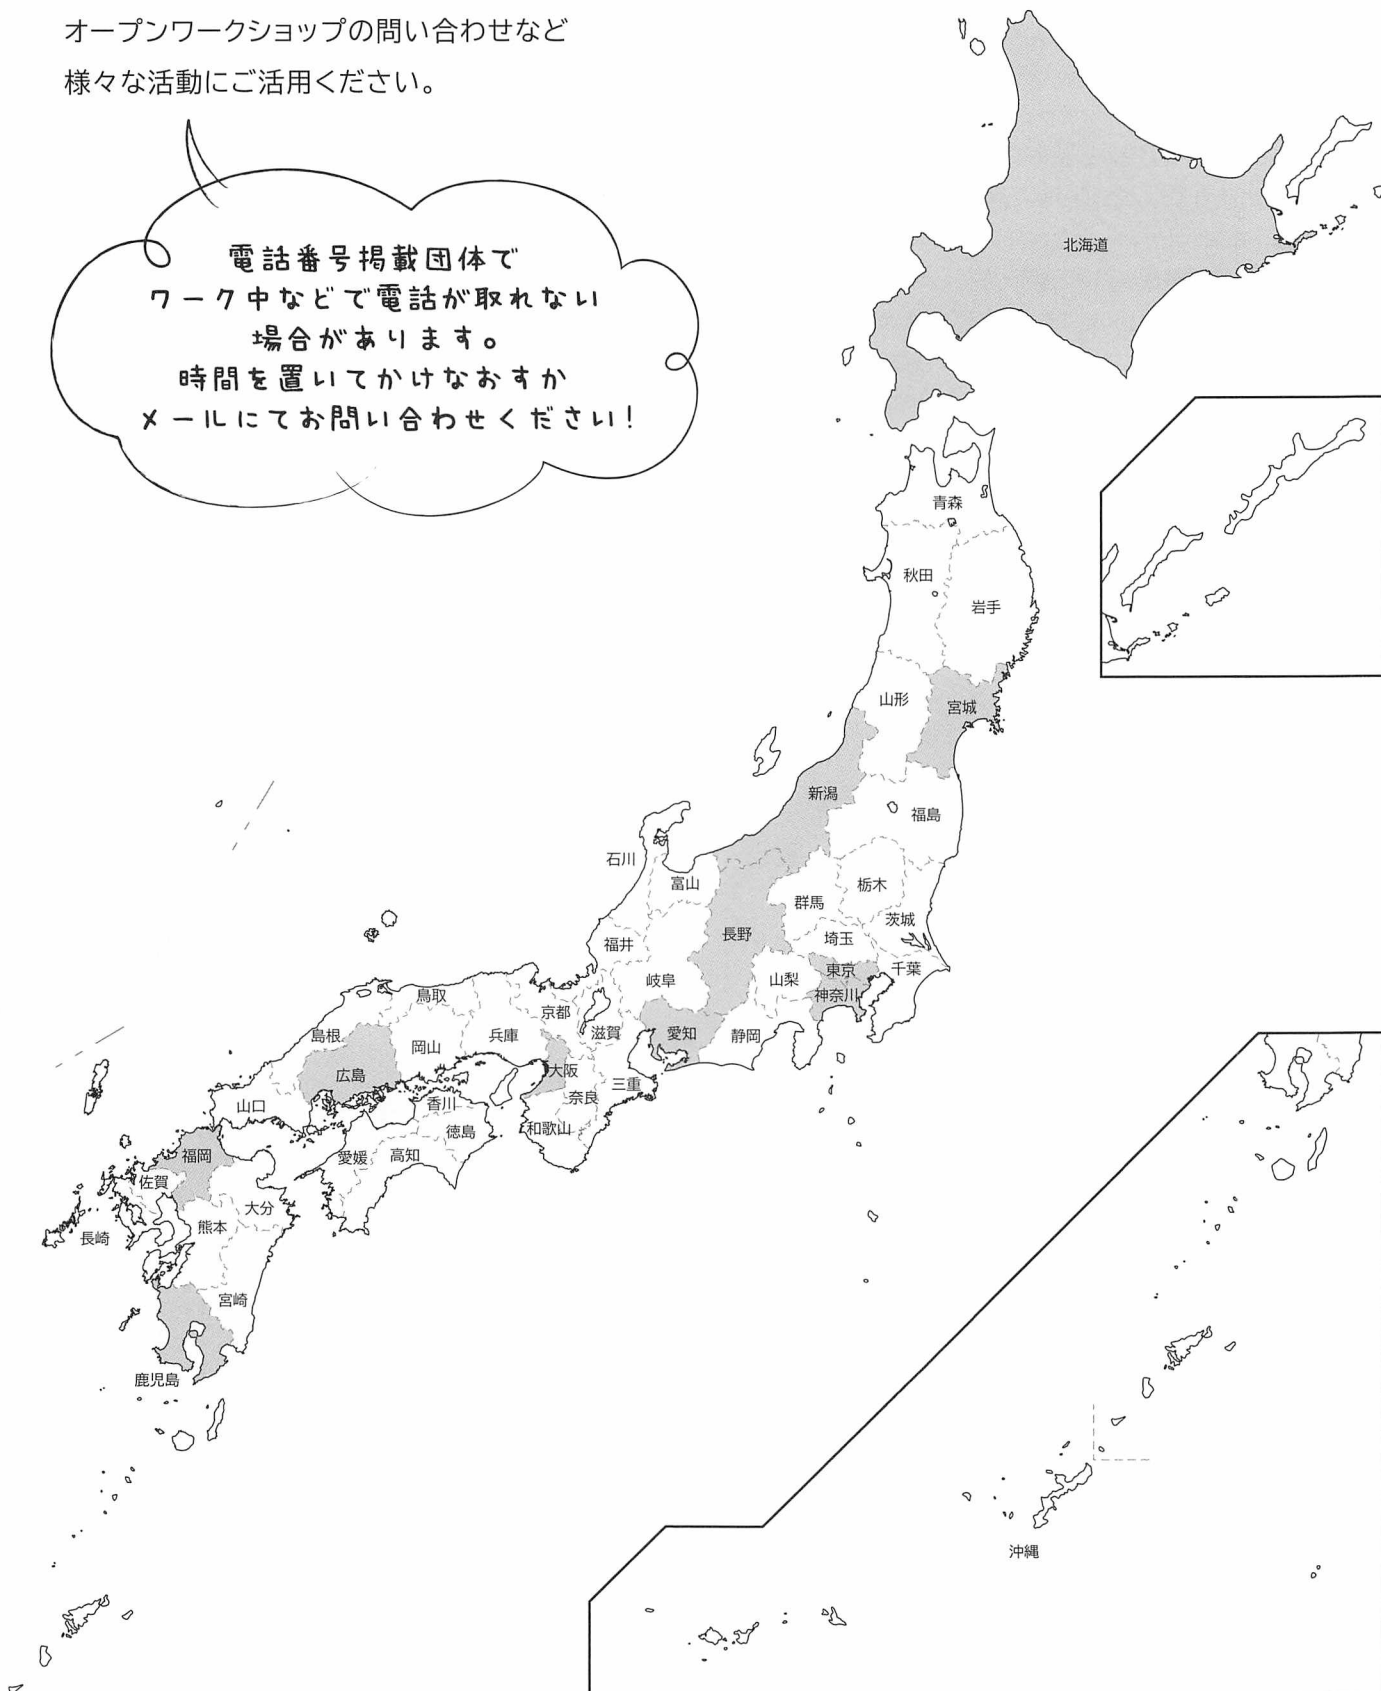 オープンワークショップの問い合わせなど
様々な活動にご活用ください。
電話番号掲載団体で
ワーク中などで電話が取れない
場合があります。
時間を置いてかけなおすか
メールにてお問い合わせください！
北海道
青森
秋田
岩手
山形
宮城
新潟
福島
石川
富山
群馬
栃木
茨城
福井
長野
埼玉
岐阜
山梨
東京
千葉
神奈川
鳥取
京都
島根
岡山
兵庫
滋賀
愛知
静岡
広島
大阪
三重
奈良
山口
香川
徳島
和歌山
福岡
愛媛
高知
佐賀
大分
長崎
熊本
宮崎
鹿児島
沖縄